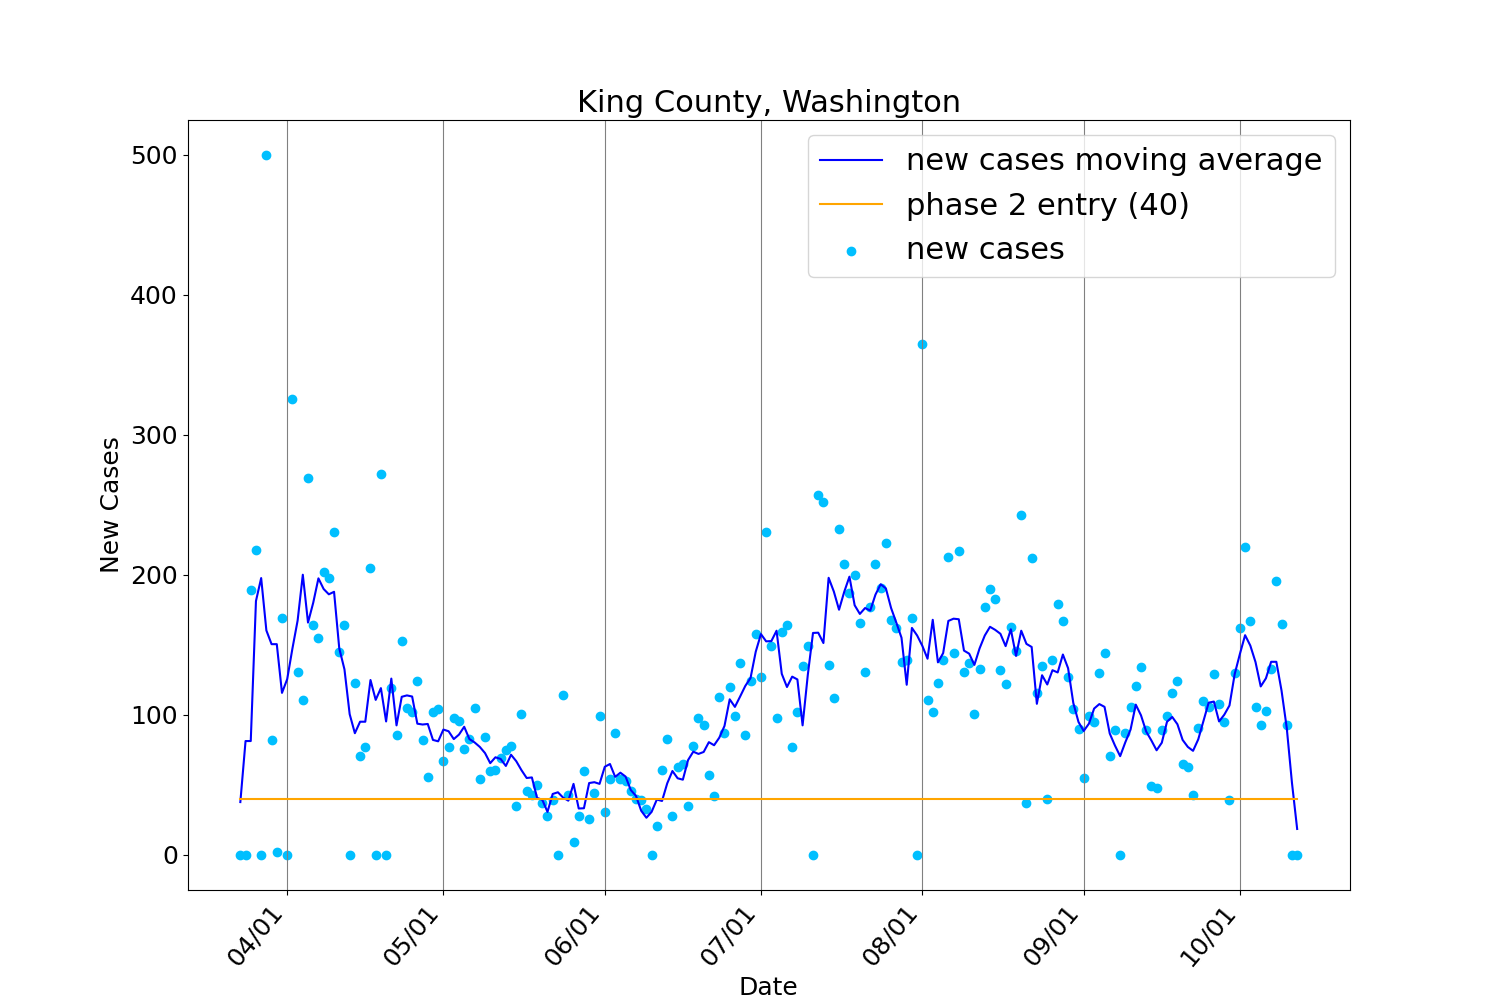 King County, Washington
new cases moving average
phase 2 entry (40)
new cases
500
400
300
200
100
0
New Cases
04/01
05/01
06/01
07/01
08/01
09/01
10/01
Date